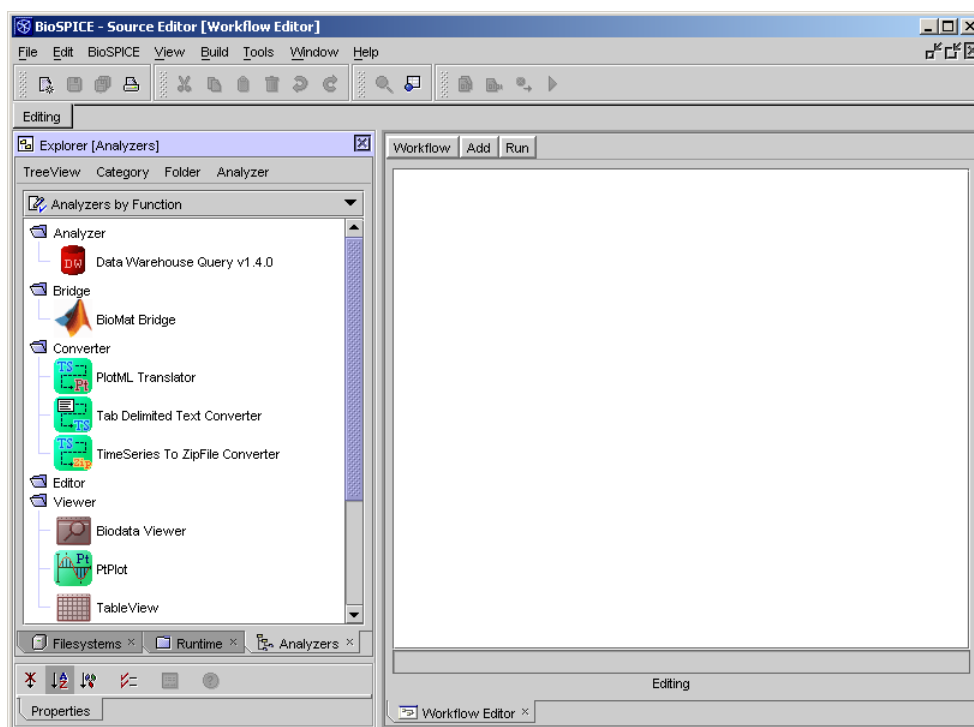 BioSPICE - Source Editor [Workflow Editor]
File Edit BioSPICE View Build Tools Window Help
Editing
Explorer [Analyzers]
TreeView Category Folder Analyzer
Analyzers by Function
Analyzer
DW Data Warehouse Query v1.4.0
Bridge
BioMat Bridge
Converter
TS Pt PlotML Translator
TS Tab Delimited Text Converter
TS Zip TimeSeries To ZipFile Converter
Editor
Viewer
Biodata Viewer
Pt PtPlot
TableView
Filesystems Runtime Analyzers
Properties
Workflow Add Run
Editing
Workflow Editor